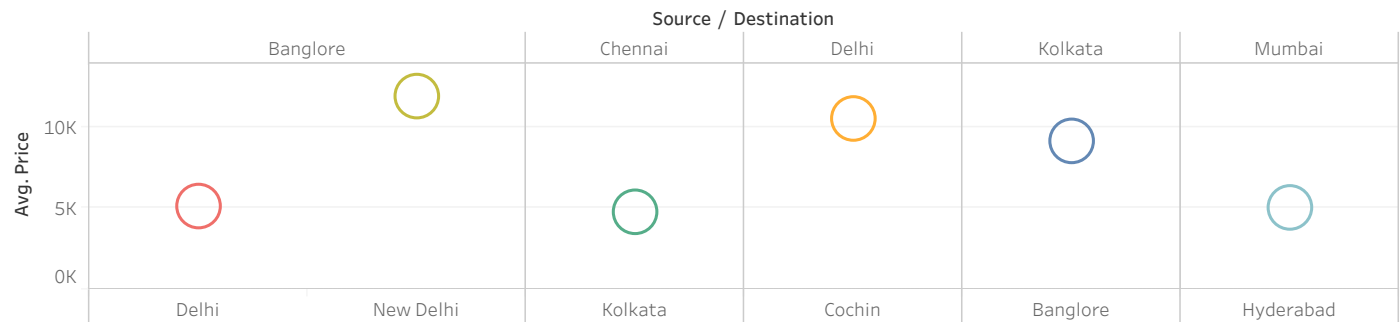 Source / Destination
Banglore Chennai Delhi Kolkata Mumbai
Avg. Price
10K
5K
0K
Delhi New Delhi Kolkata Cochin Banglore Hyderabad